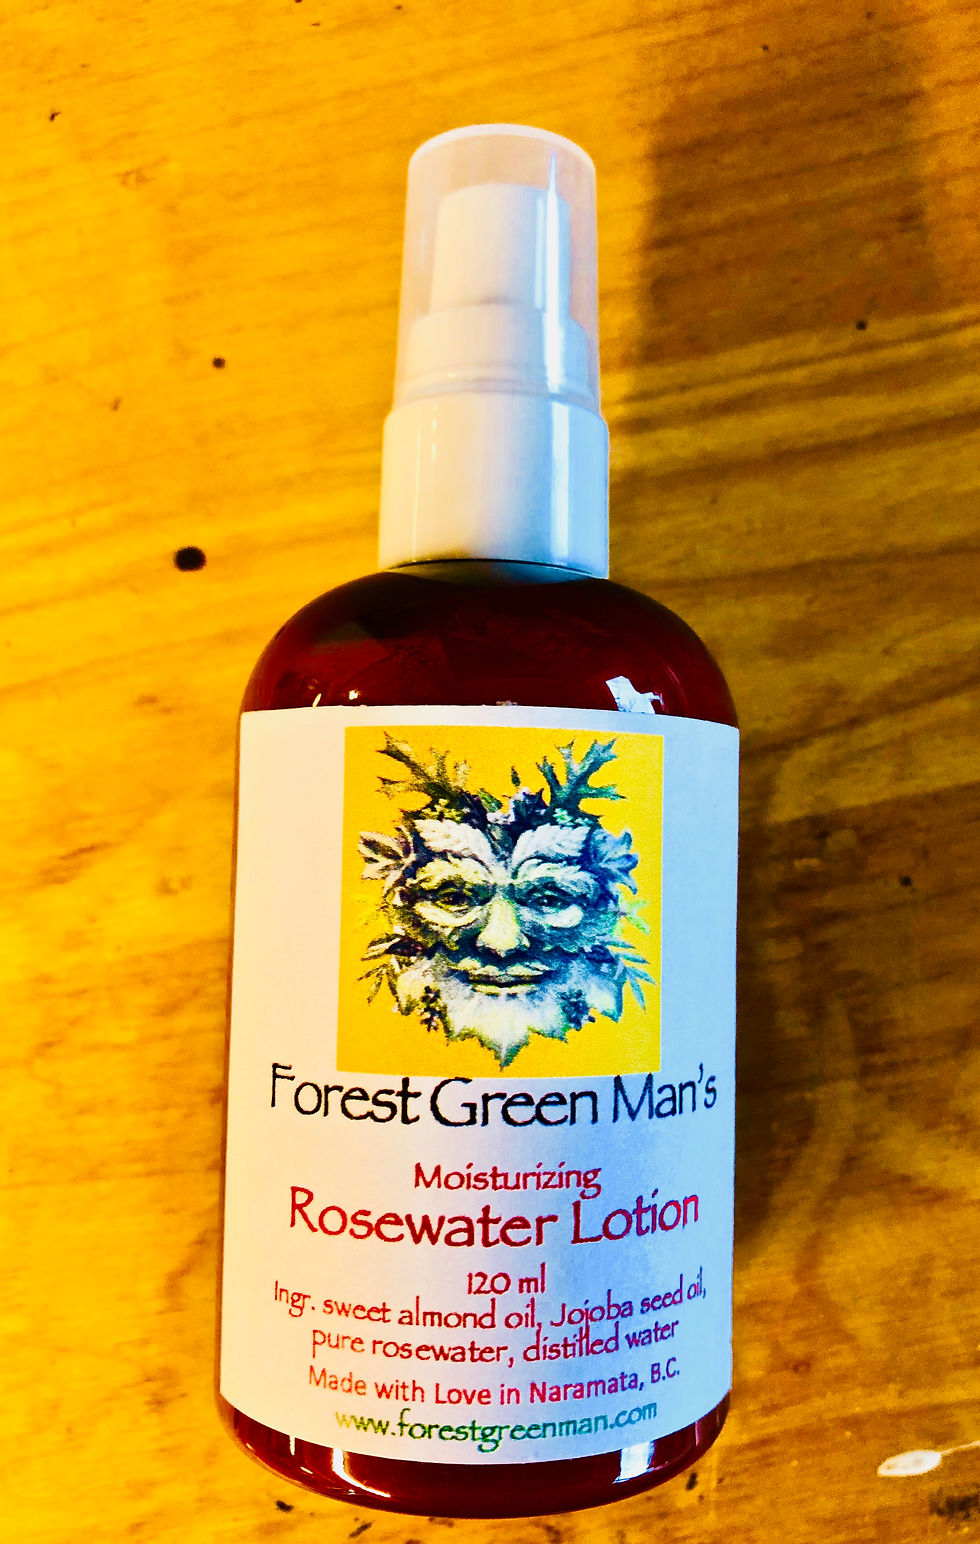 Forest Green Man's
Moisturizing
Rosewater Lotion
120 ml
Ingr. sweet almond oil, Jojoba seed oil,
pure rosewater, distilled water
Made with Love in Naramata, B.C.
www.forestgreenman.com